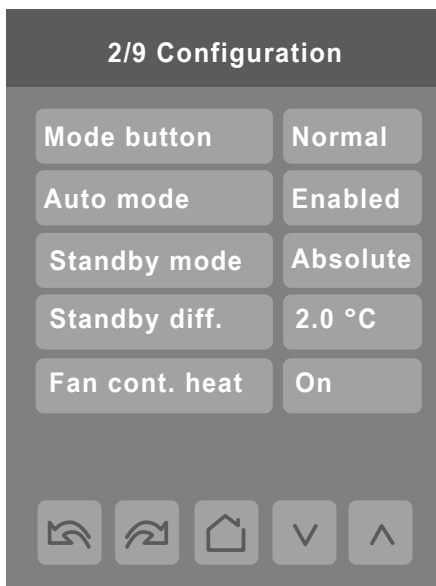 2/9 Configuration
Mode button Normal
Auto mode Enabled
Standby mode Absolute
Standby diff. 2.0 °C
Fan cont. heat On